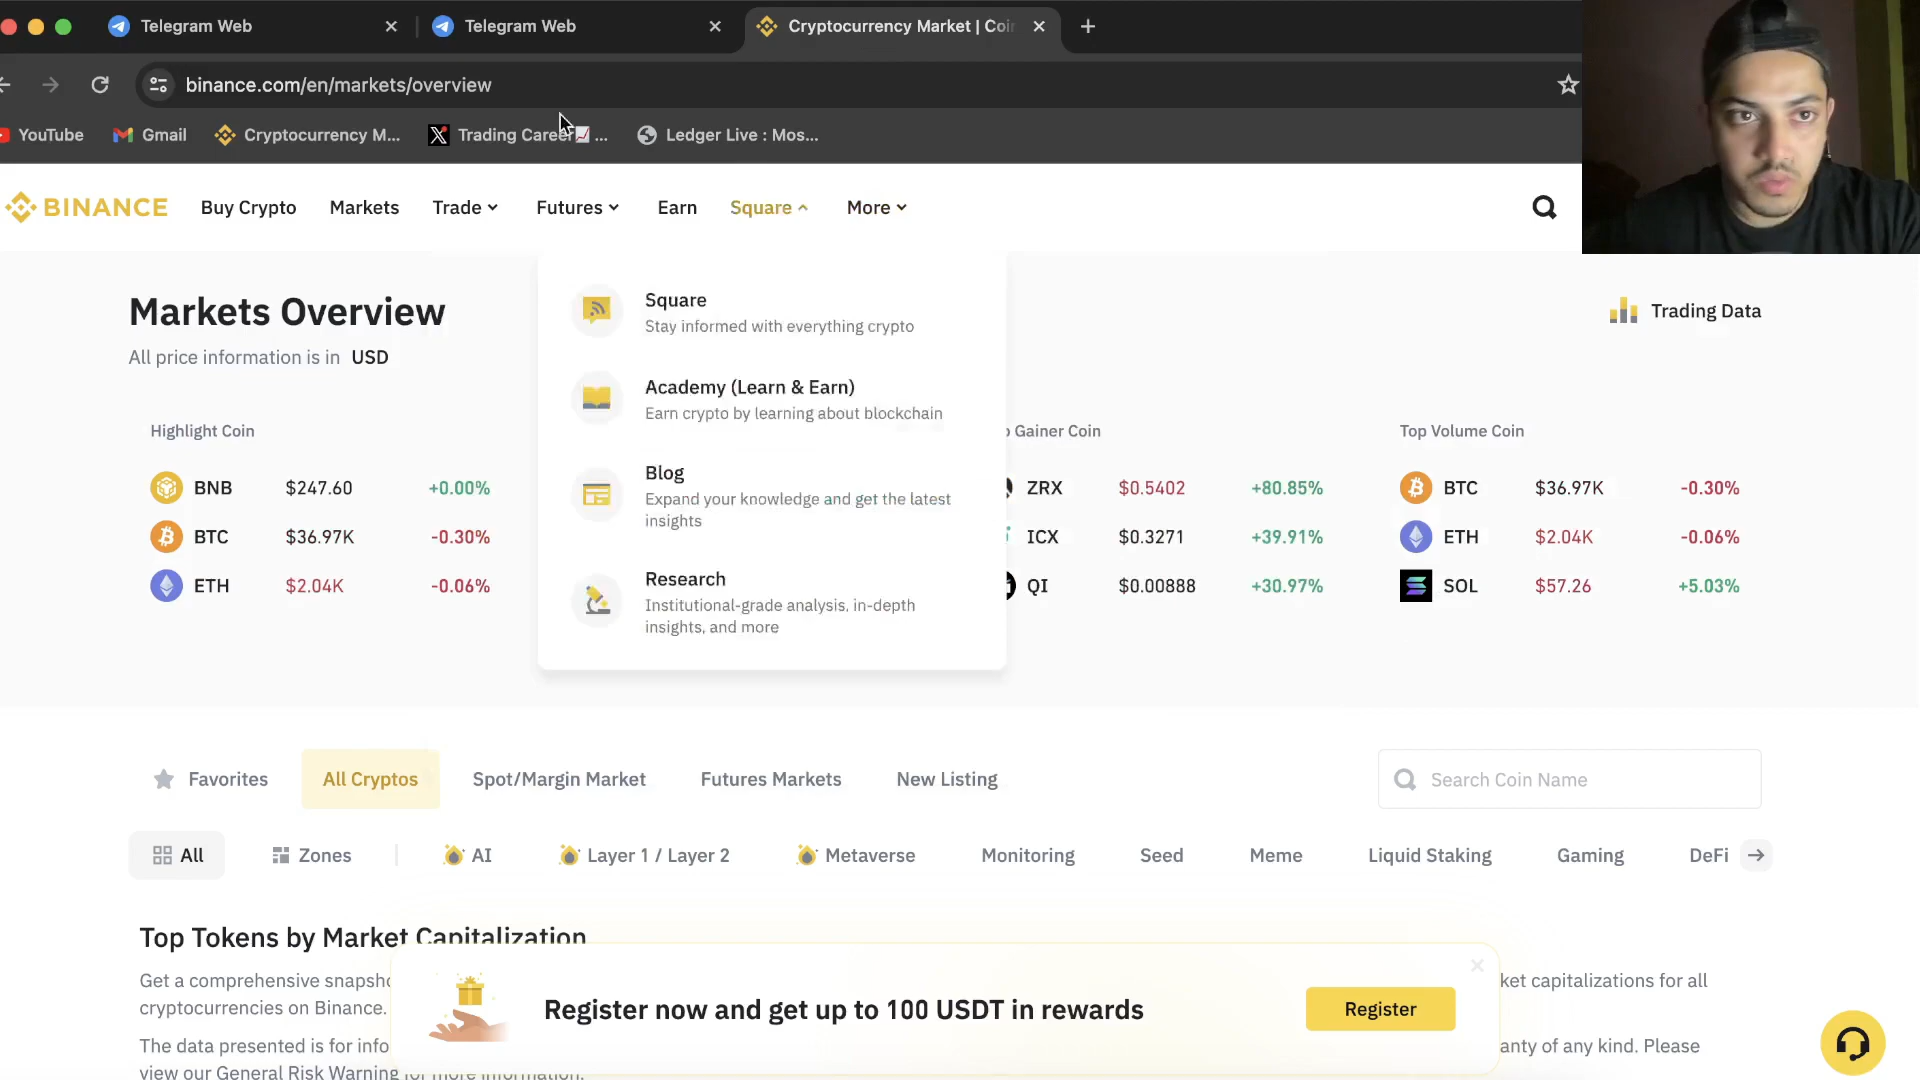 Telegram Web
Telegram Web
Cryptocurrency Market | Coi
binance.com/en/markets/overview
YouTube
Gmail
Cryptocurrency M...
Trading Career ...
Ledger Live : Mos...
BINANCE
Buy Crypto
Markets
Trade
Futures
Earn
Square
More
Markets Overview
All price information is in USD
Trading Data
Square
Stay informed with everything crypto
Academy (Learn & Earn)
Earn crypto by learning about blockchain
Blog
Expand your knowledge and get the latest
insights
Research
Institutional-grade analysis, in-depth
insights, and more
Highlight Coin
BNB $247.60 +0.00%
BTC $36.97K -0.30%
ETH $2.04K -0.06%
Gainer Coin
ZRX $0.5402 +80.85%
ICX $0.3271 +39.91%
QI $0.00888 +30.97%
Top Volume Coin
BTC $36.97K -0.30%
ETH $2.04K -0.06%
SOL $57.26 +5.03%
Favorites
All Cryptos
Spot/Margin Market
Futures Markets
New Listing
Search Coin Name
All
Zones
AI
Layer 1 / Layer 2
Metaverse
Monitoring
Seed
Meme
Liquid Staking
Gaming
DeFi
Top Tokens by Market Capitalization
Get a comprehensive snapsh
ket capitalizations for all
cryptocurrencies on Binance.
The data presented is for info
anty of any kind. Please
view our General Risk Warning for more information.
Register now and get up to 100 USDT in rewards
Register